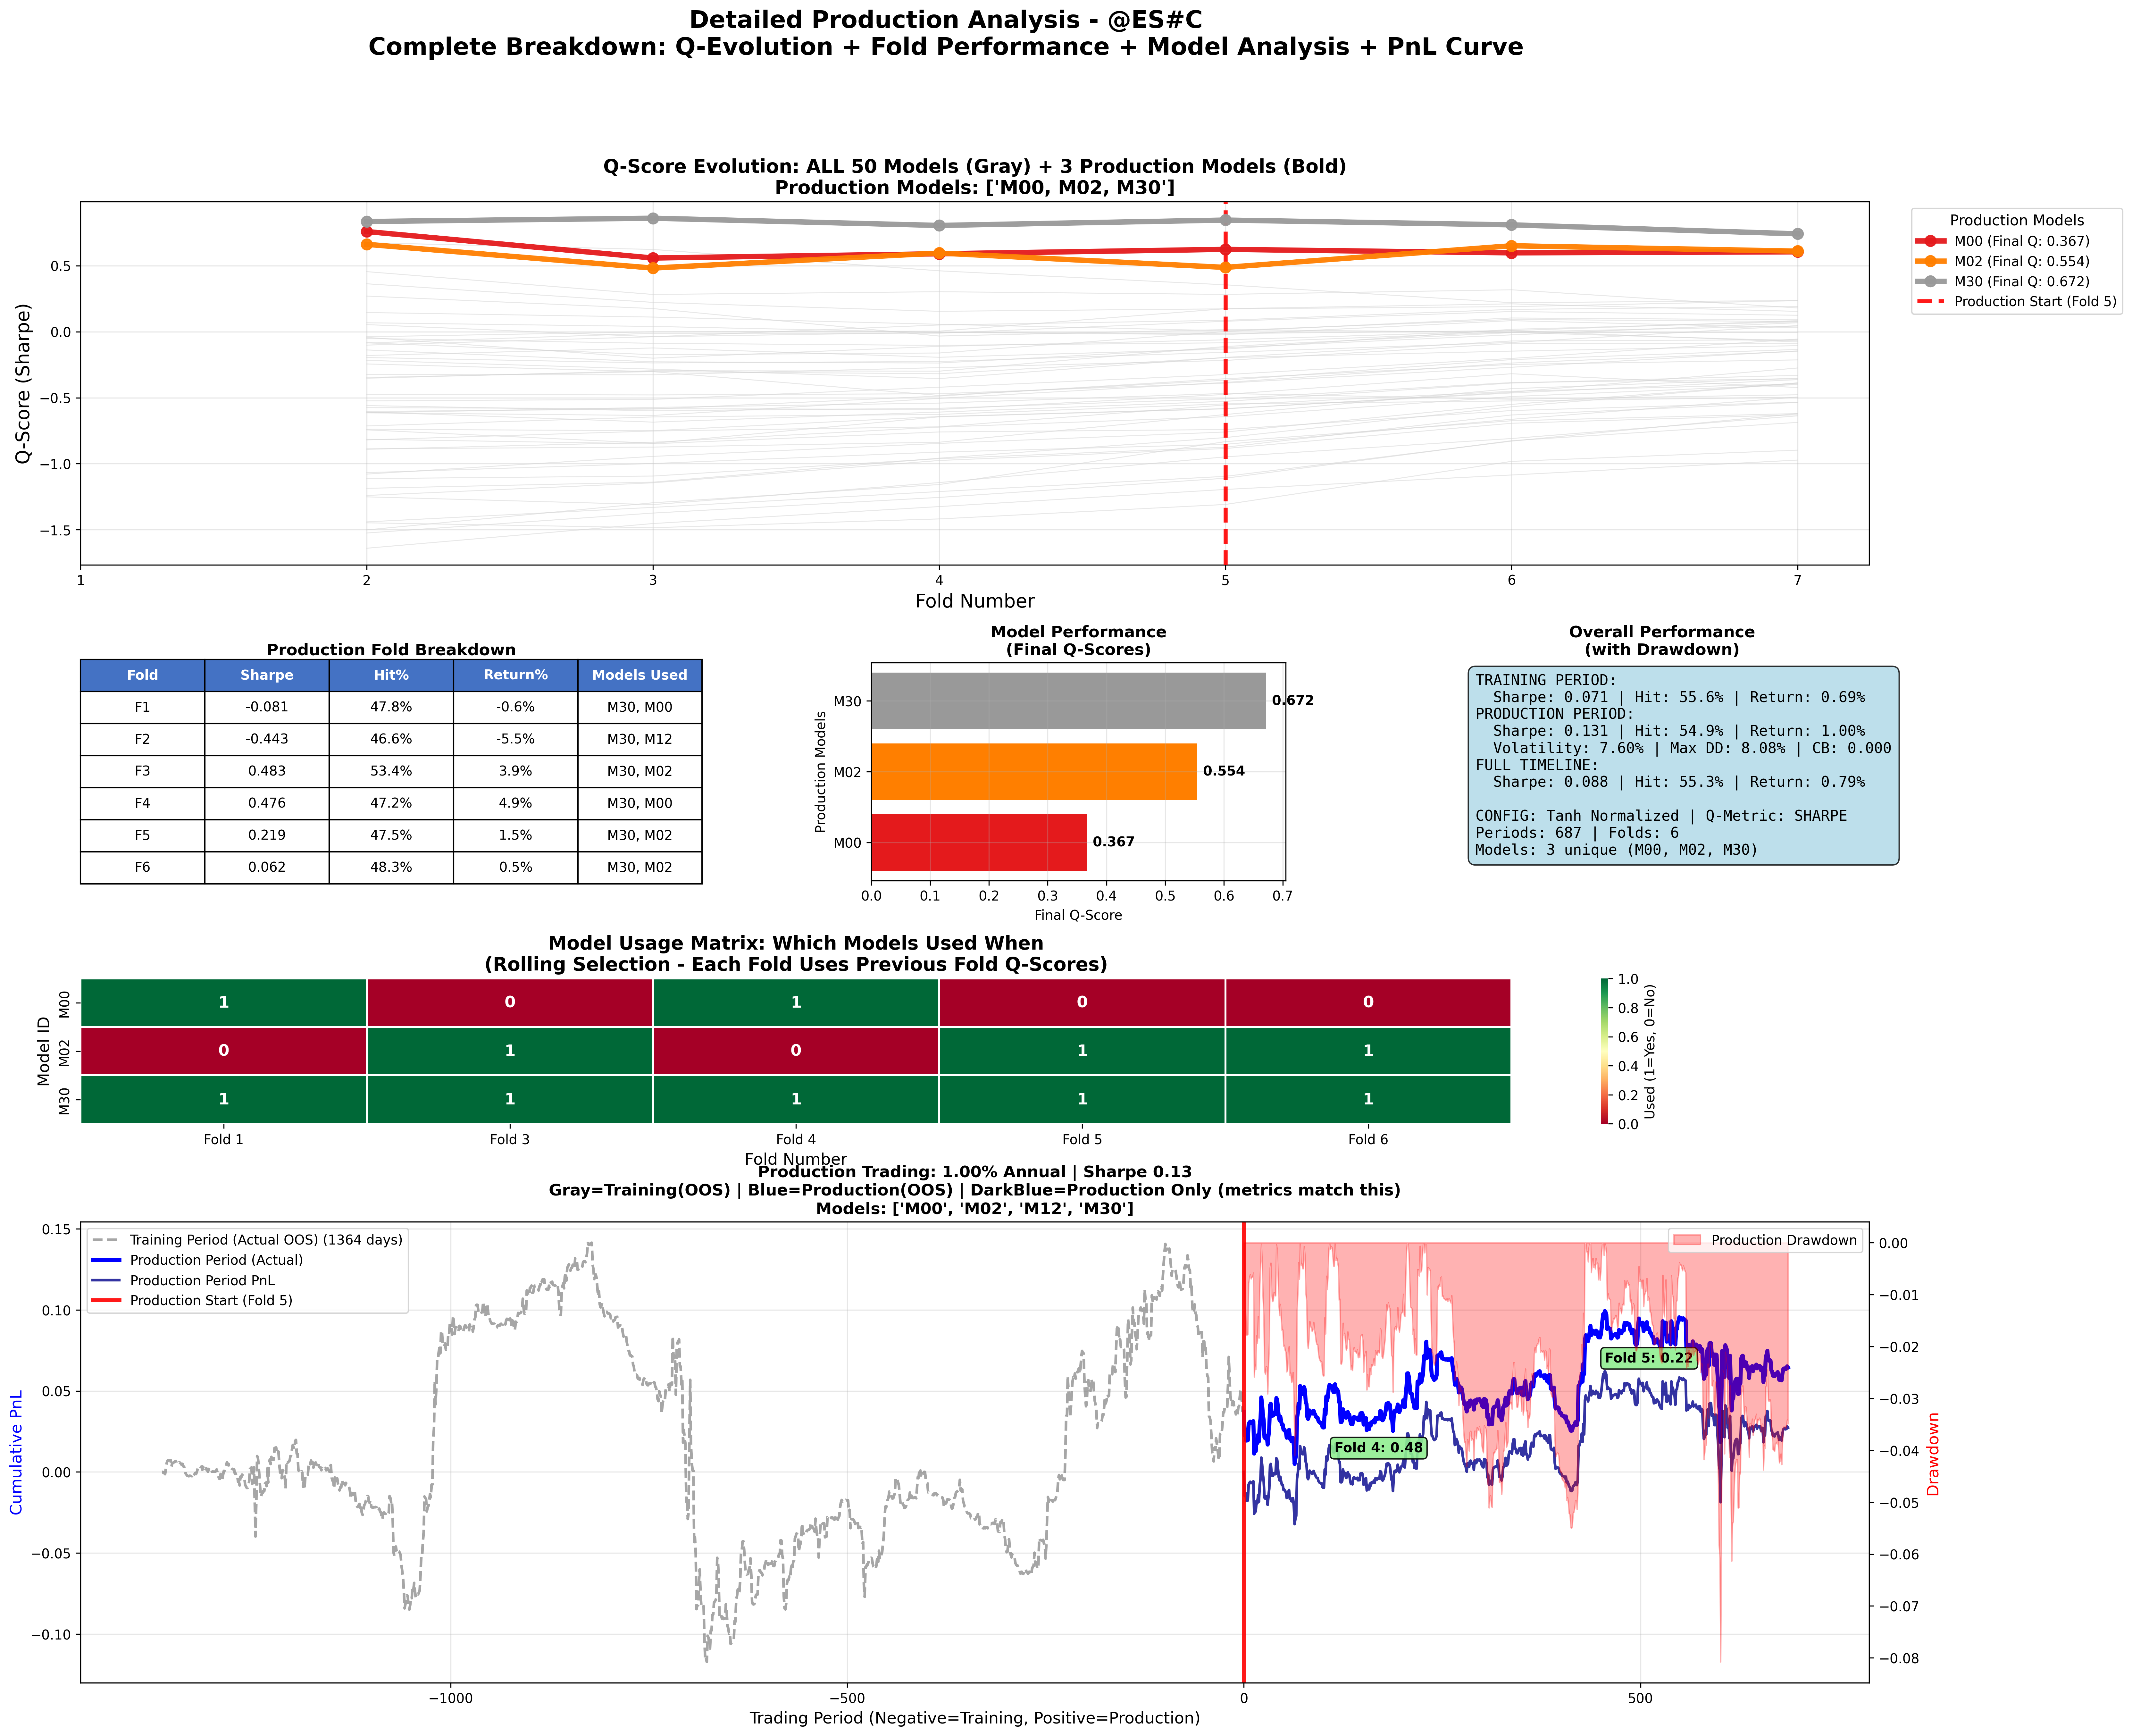 Detailed Production Analysis - @ES#C
Complete Breakdown: Q-Evolution + Fold Performance + Model Analysis + PnL Curve
Q-Score Evolution: ALL 50 Models (Gray) + 3 Production Models (Bold)
Production Models: ['M00, M02, M30']
Q-Score (Sharpe)
0.5
0.0
−0.5
−1.0
−1.5
1 2 3 4 5 6 7
Fold Number
Production Models
M00 (Final Q: 0.367)
M02 (Final Q: 0.554)
M30 (Final Q: 0.672)
Production Start (Fold 5)
Production Fold Breakdown
Fold Sharpe Hit% Return% Models Used
F1 -0.081 47.8% -0.6% M30, M00
F2 -0.443 46.6% -5.5% M30, M12
F3 0.483 53.4% 3.9% M30, M02
F4 0.476 47.2% 4.9% M30, M00
F5 0.219 47.5% 1.5% M30, M02
F6 0.062 48.3% 0.5% M30, M02
Model Performance
(Final Q-Scores)
Production Models
M30 0.672
M02 0.554
M00 0.367
0.0 0.1 0.2 0.3 0.4 0.5 0.6 0.7
Final Q-Score
Overall Performance
(with Drawdown)
TRAINING PERIOD:
Sharpe: 0.071 | Hit: 55.6% | Return: 0.69%
PRODUCTION PERIOD:
Sharpe: 0.131 | Hit: 54.9% | Return: 1.00%
Volatility: 7.60% | Max DD: 8.08% | CB: 0.000
FULL TIMELINE:
Sharpe: 0.088 | Hit: 55.3% | Return: 0.79%
CONFIG: Tanh Normalized | Q-Metric: SHARPE
Periods: 687 | Folds: 6
Models: 3 unique (M00, M02, M30)
Model Usage Matrix: Which Models Used When
(Rolling Selection - Each Fold Uses Previous Fold Q-Scores)
Model ID
M00 1 0 1 0 0
M02 0 1 0 1 1
M30 1 1 1 1 1
Fold 1 Fold 3 Fold 4 Fold 5 Fold 6
Fold Number
1.0
0.8
0.6
0.4
0.2
0.0
Used (1=Yes, 0=No)
Production Trading: 1.00% Annual | Sharpe 0.13
Gray=Training(OOS) | Blue=Production(OOS) | DarkBlue=Production Only (metrics match this)
Models: ['M00', 'M02', 'M12', 'M30']
Cumulative PnL
0.15
0.10
0.05
0.00
−0.05
−0.10
Training Period (Actual OOS) (1364 days)
Production Period (Actual)
Production Period PnL
Production Start (Fold 5)
Production Drawdown
Fold 4: 0.48
Fold 5: 0.22
0.00
−0.01
−0.02
−0.03
−0.04
−0.05
−0.06
−0.07
−0.08
Drawdown
−1000 −500 0 500
Trading Period (Negative=Training, Positive=Production)